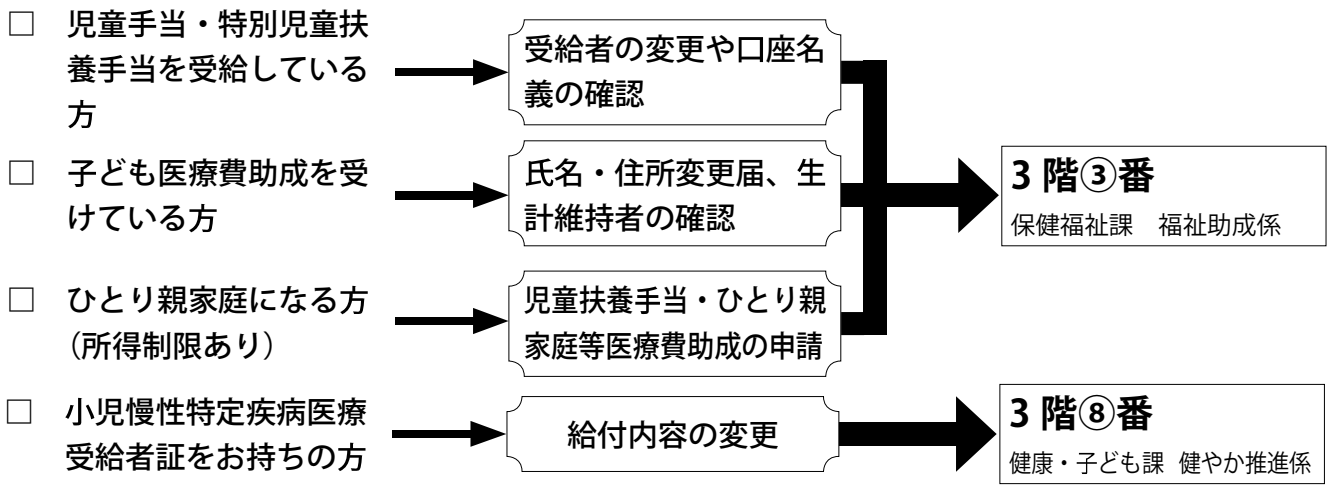 □ 児童手当・特別児童扶
養手当を受給している
方
受給者の変更や口座名
義の確認
□ 子ども医療費助成を受
けている方
氏名・住所変更届、生
計維持者の確認
□ ひとり親家庭になる方
（所得制限あり）
児童扶養手当・ひとり親
家庭等医療費助成の申請
3 階③番
保健福祉課 福祉助成係
□ 小児慢性特定疾病医療
受給者証をお持ちの方
給付内容の変更
3 階⑧番
健康・子ども課 健やか推進係